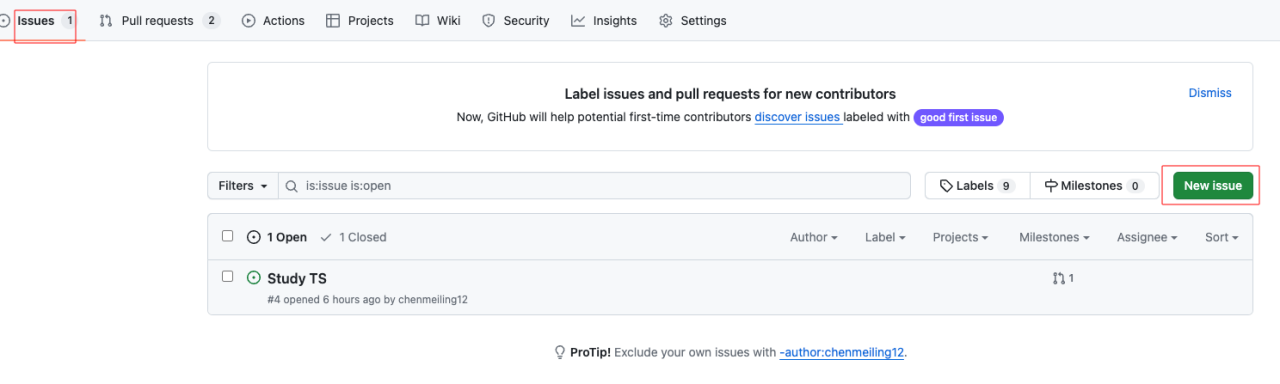 Issues 1 Pull requests 2 Actions Projects Wiki Security Insights Settings
Label issues and pull requests for new contributors
Dismiss
Now, GitHub will help potential first-time contributors discover issues labeled with good first issue
Filters is:issue is:open Labels 9 Milestones 0 New issue
1 Open 1 Closed Author Label Projects Milestones Assignee Sort
Study TS 1
#4 opened 6 hours ago by chenmeiling12
ProTip! Exclude your own issues with -author:chenmeiling12.